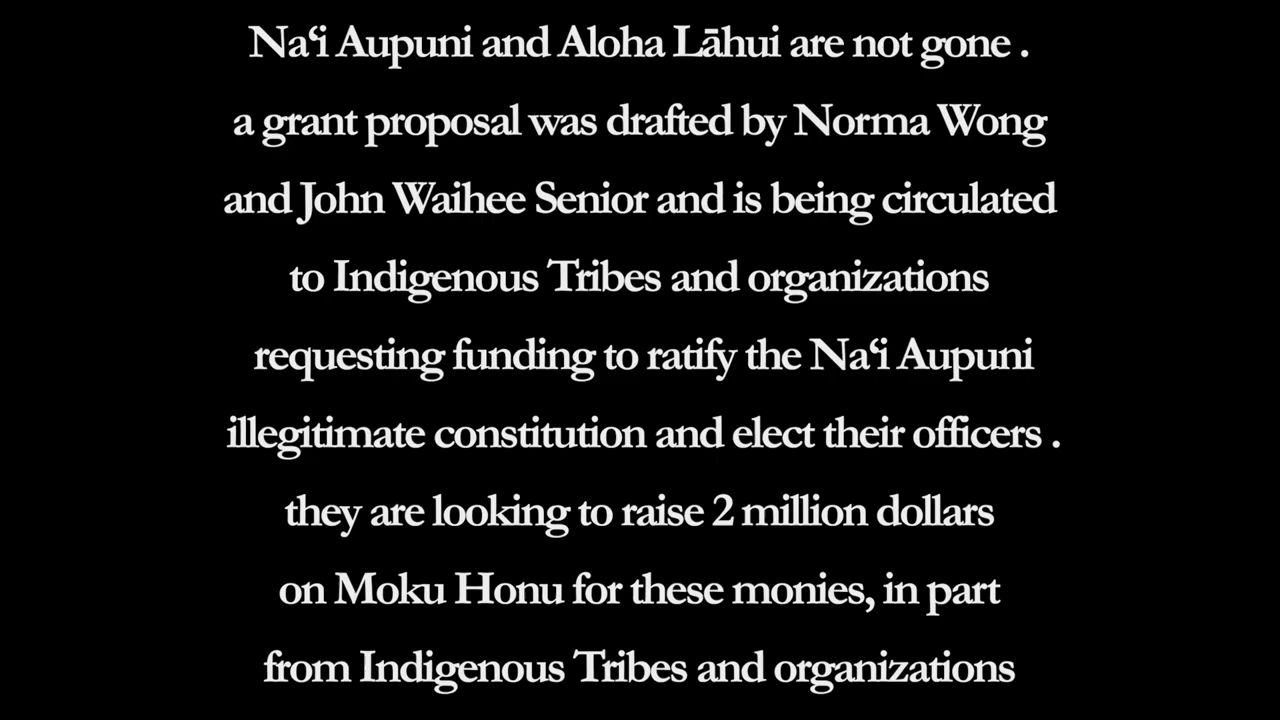 Naʻi Aupuni and Aloha Lāhui are not gone .
a grant proposal was drafted by Norma Wong
and John Waihee Senior and is being circulated
to Indigenous Tribes and organizations
requesting funding to ratify the Naʻi Aupuni
illegitimate constitution and elect their officers .
they are looking to raise 2 million dollars
on Moku Honu for these monies, in part
from Indigenous Tribes and organizations